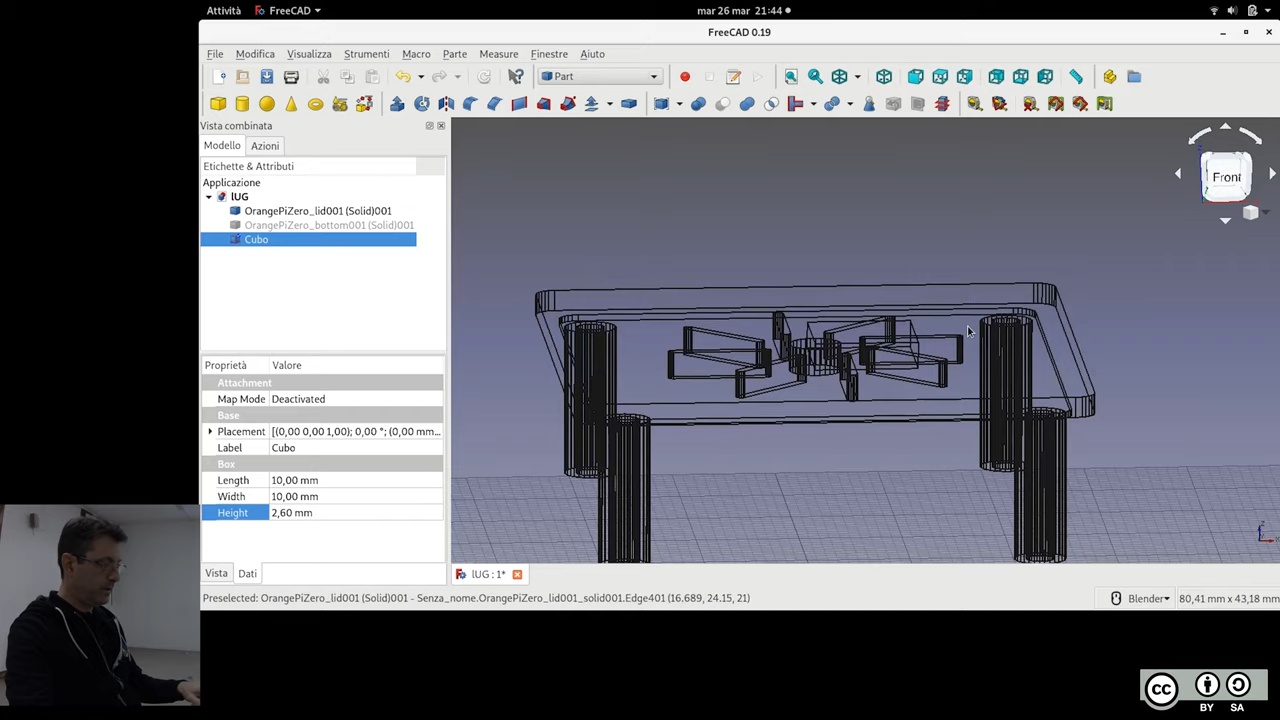 Attività
FreeCAD
mar 26 mar 21:44
FreeCAD 0.19
File Modifica Visualizza Strumenti Macro Parte Measure Finestre Aiuto
Part
Vista combinata
Modello Azioni
Etichette & Attributi
Applicazione
lUG
OrangePiZero_lid001 (Solid)001
OrangePiZero_bottom001 (Solid)001
Cubo
Front
Proprietà Valore
Attachment
Map Mode Deactivated
Base
Placement [(0,00 0,00 1,00); 0,00 °; (0,00 mm...
Label Cubo
Box
Length 10,00 mm
Width 10,00 mm
Height 2,60 mm
Vista Dati
lUG : 1*
Preselected: OrangePiZero_lid001 (Solid)001 - Senza_nome.OrangePiZero_lid001_solid001.Edge401 (16.689, 24.15, 21)
Blender
80,41 mm x 43,18 mm
CC
BY SA